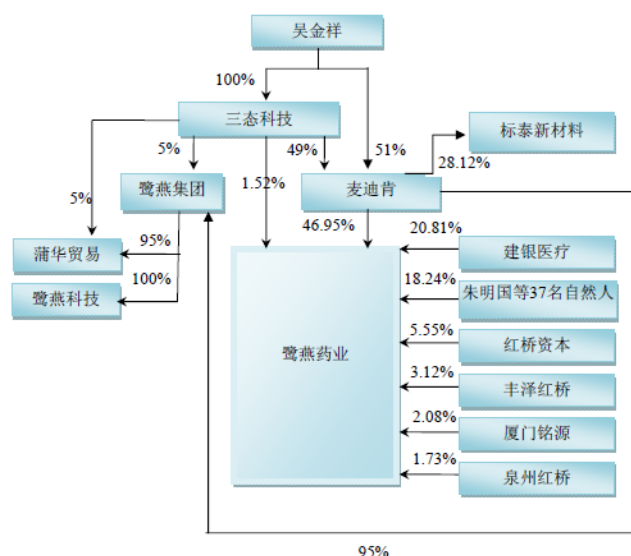 吴金祥
100%
三态科技
标泰新材料
5%
49%
51%
28.12%
鹭燕集团
1.52%
麦迪肯
5%
46.95%
20.81%
建银医疗
蒲华贸易
95%
18.24%
朱明国等37名自然人
100%
鹭燕科技
5.55%
红桥资本
鹭燕药业
3.12%
丰泽红桥
2.08%
厦门铭源
1.73%
泉州红桥
95%